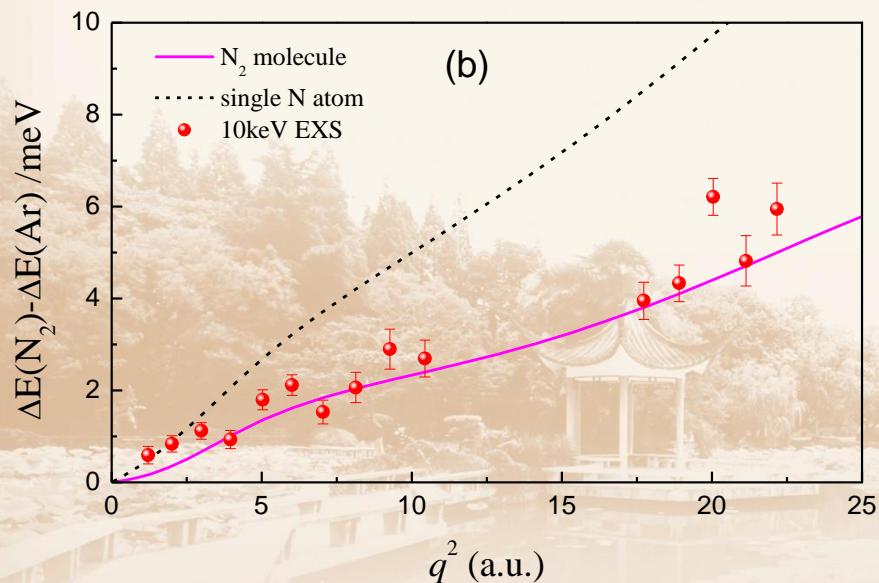 10
8
6
4
2
0
ΔE(N₂)-ΔE(Ar) /meV
N₂ molecule
single N atom
10keV EXS
(b)
0 5 10 15 20 25
q² (a.u.)